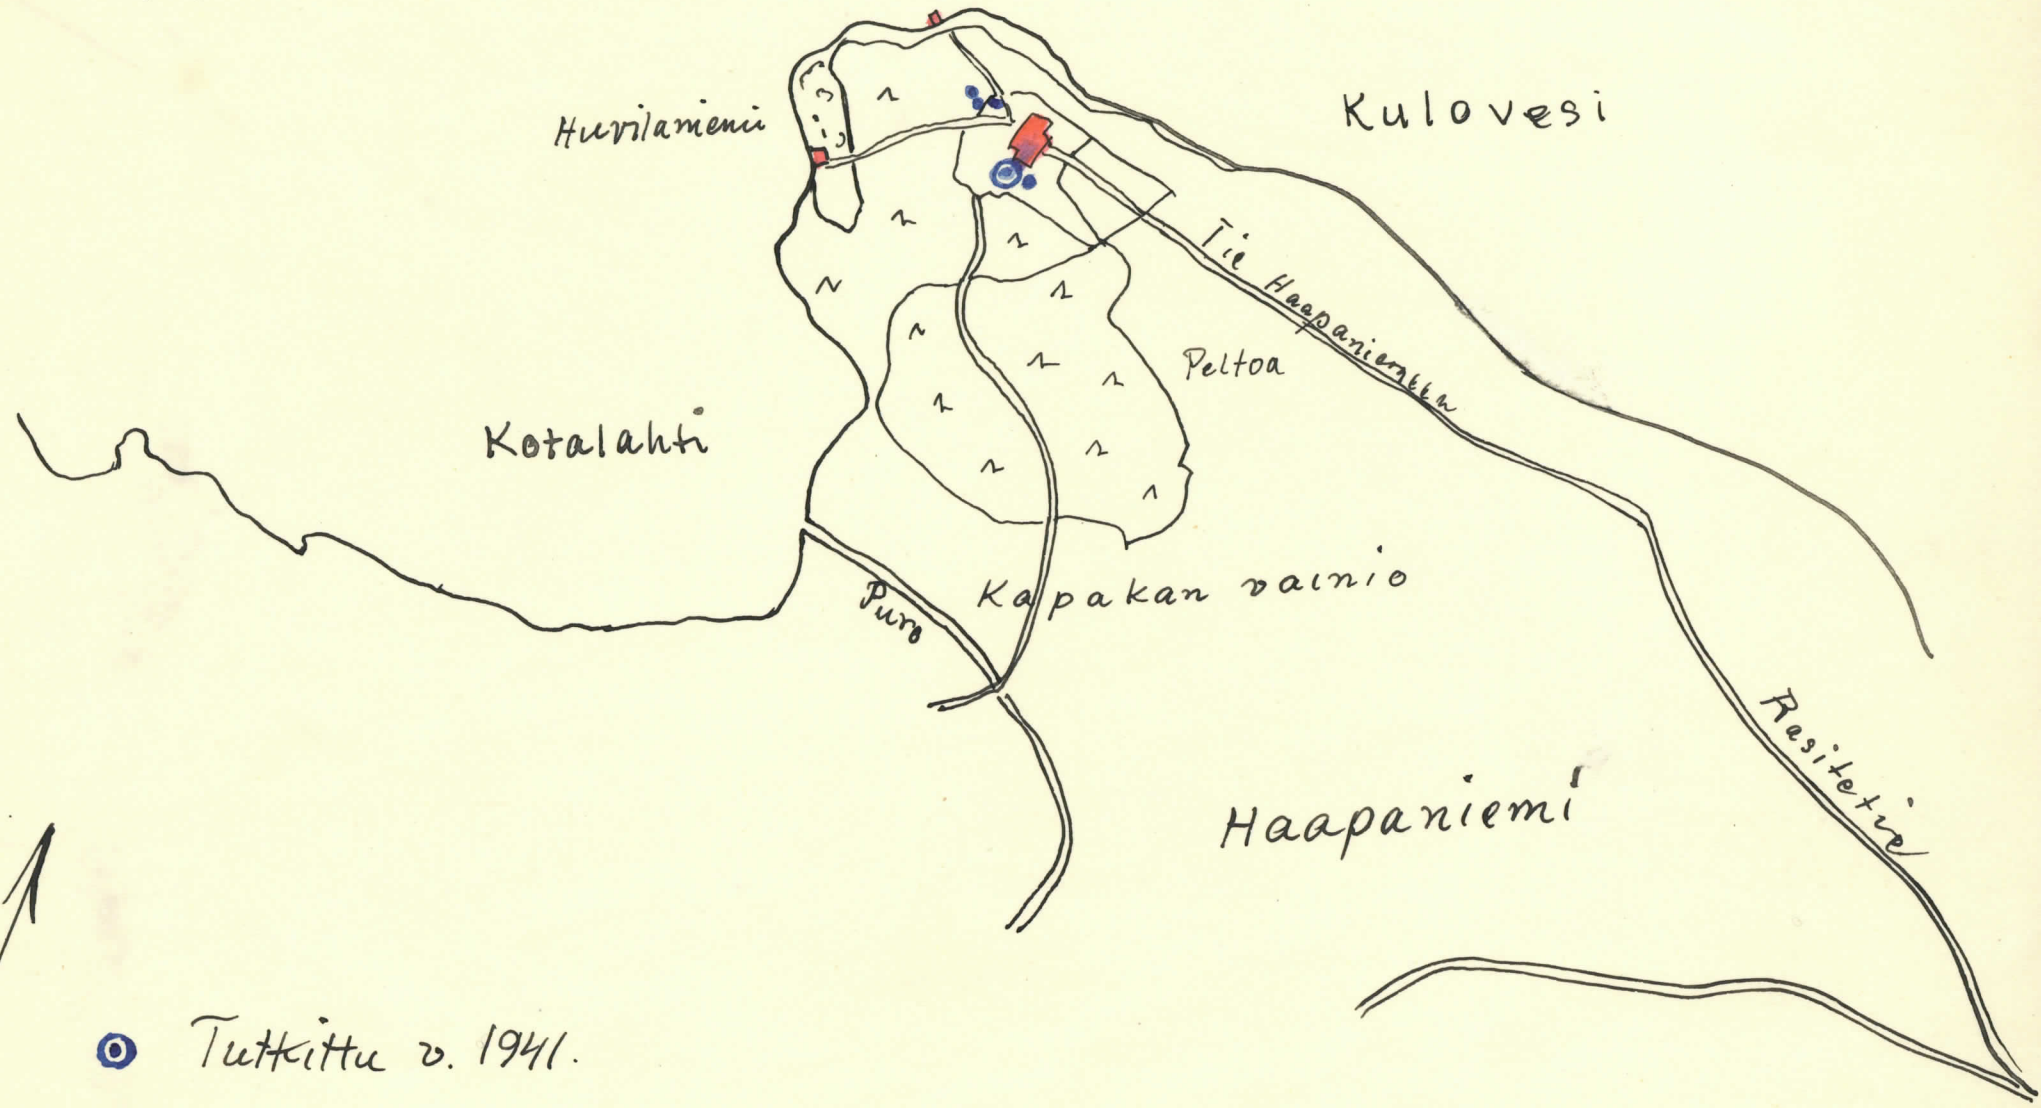 Kulovesi
Huvilaniemi
Tie Haapaniemeen
Peltoa
Kotalahti
Kapakan vainio
Puro
Rasitetie
Haapaniemi
Tutkittu v. 1941.